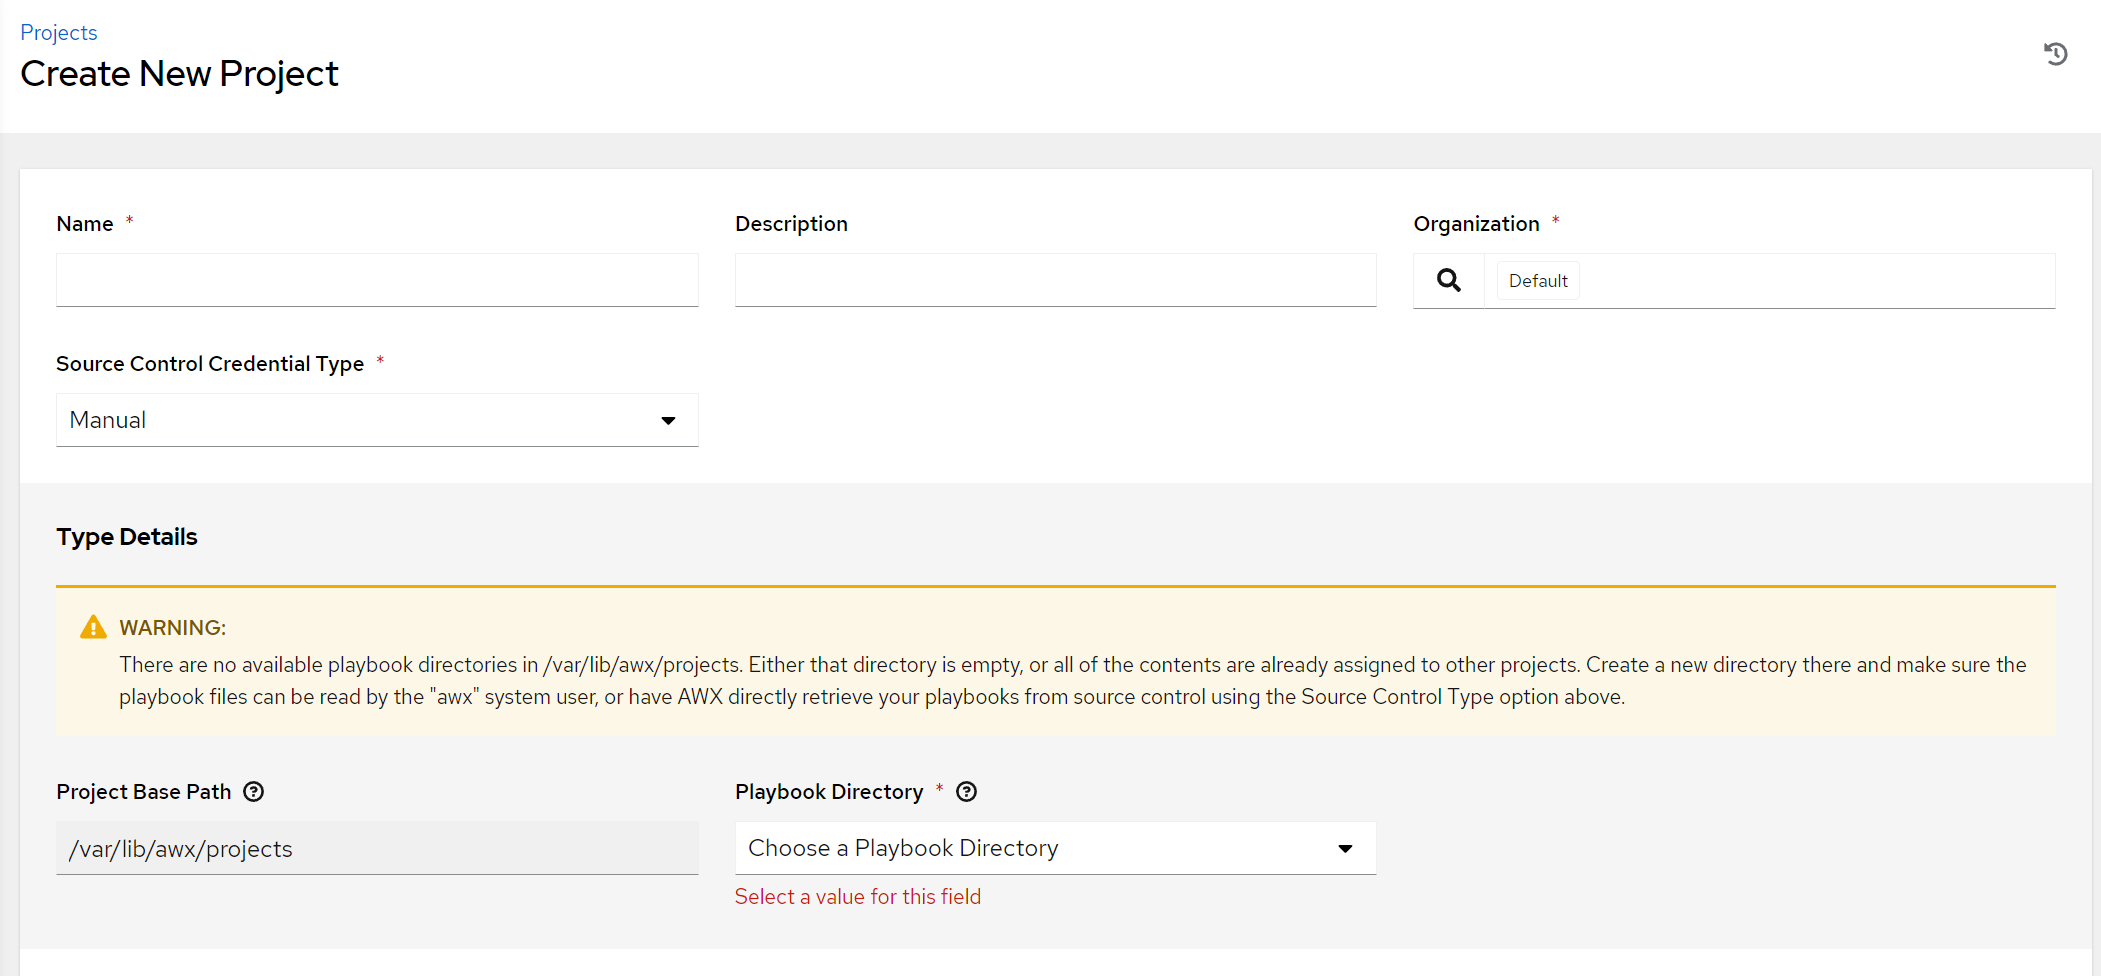 Projects
Create New Project
Name *
Description
Organization *
Default
Source Control Credential Type *
Manual
Type Details
WARNING:
There are no available playbook directories in /var/lib/awx/projects. Either that directory is empty, or all of the contents are already assigned to other projects. Create a new directory there and make sure the
playbook files can be read by the "awx" system user, or have AWX directly retrieve your playbooks from source control using the Source Control Type option above.
Project Base Path
Playbook Directory *
/var/lib/awx/projects
Choose a Playbook Directory
Select a value for this field